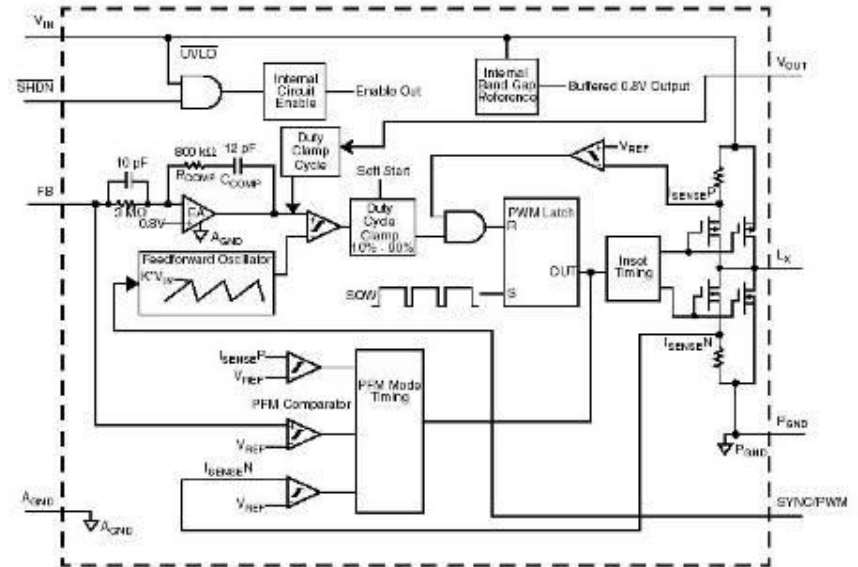 VIN
UVLO
SHDN
Internal
Circuit
Enable
Enable Out
Internal
Band Gap
Reference
Buffered 0.8V Output
VOUT
Duty
Clamp
Cycle
10 pF
800 kΩ
RCOMP
12 pF
CCOMP
Soft Start
VREF
ISENSEP
FB
3 MΩ
0.8V
EA
AGND
Duty
Cycle
Clamp
10% - 90%
PWM Latch
R
OUT
S
Feedforward Oscillator
K*VIN
SQW
Inset
Timing
LX
ISENSEN
ISENSEP
VREF
PFM Comparator
VREF
ISENSEN
VREF
PFM Mode
Timing
PGND
PGND
AGND
AGND
SYNC/PWM